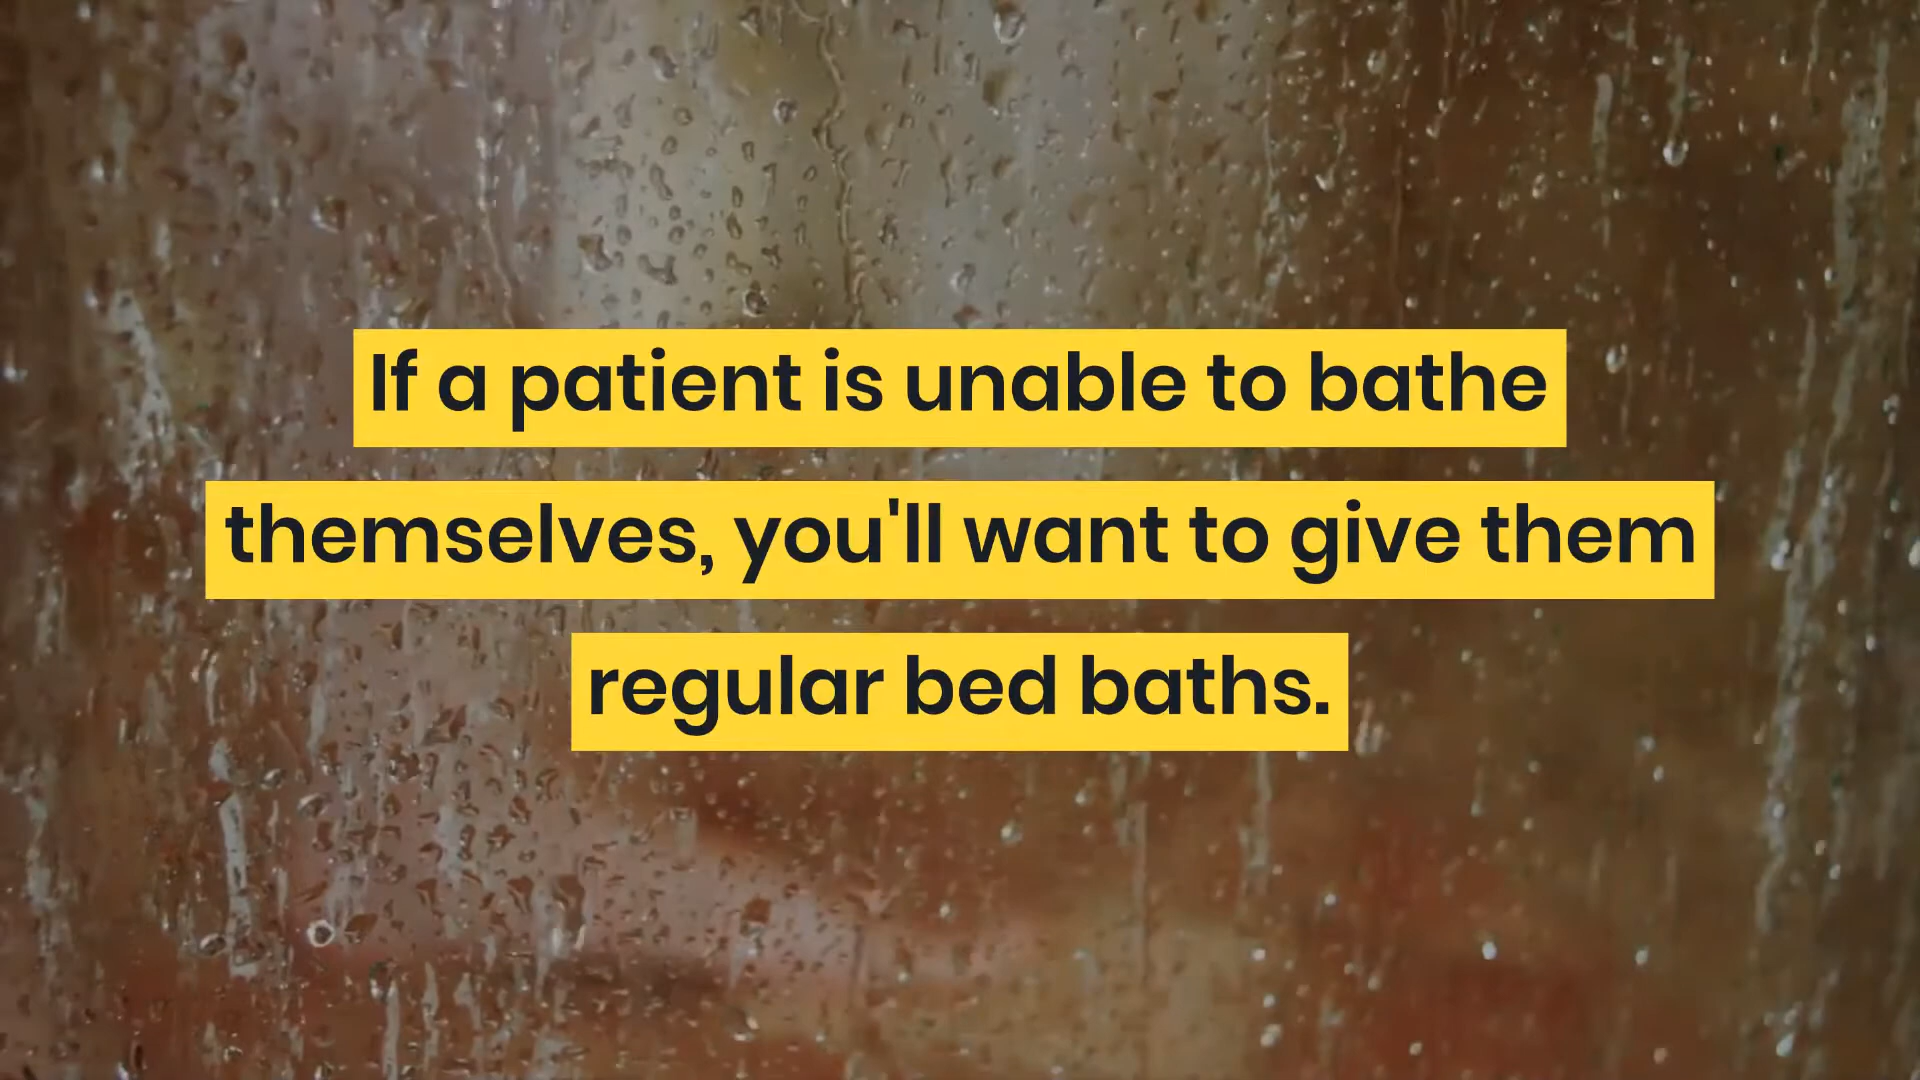 If a patient is unable to bathe
themselves, you'll want to give them
regular bed baths.